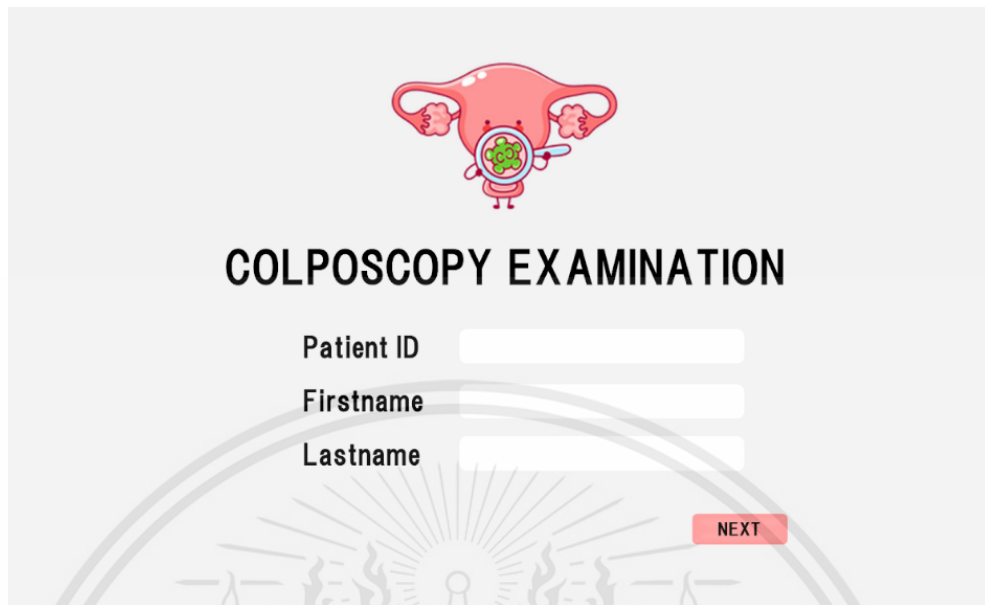 COLPOSCOPY EXAMINATION
Patient ID
Firstname
Lastname
NEXT